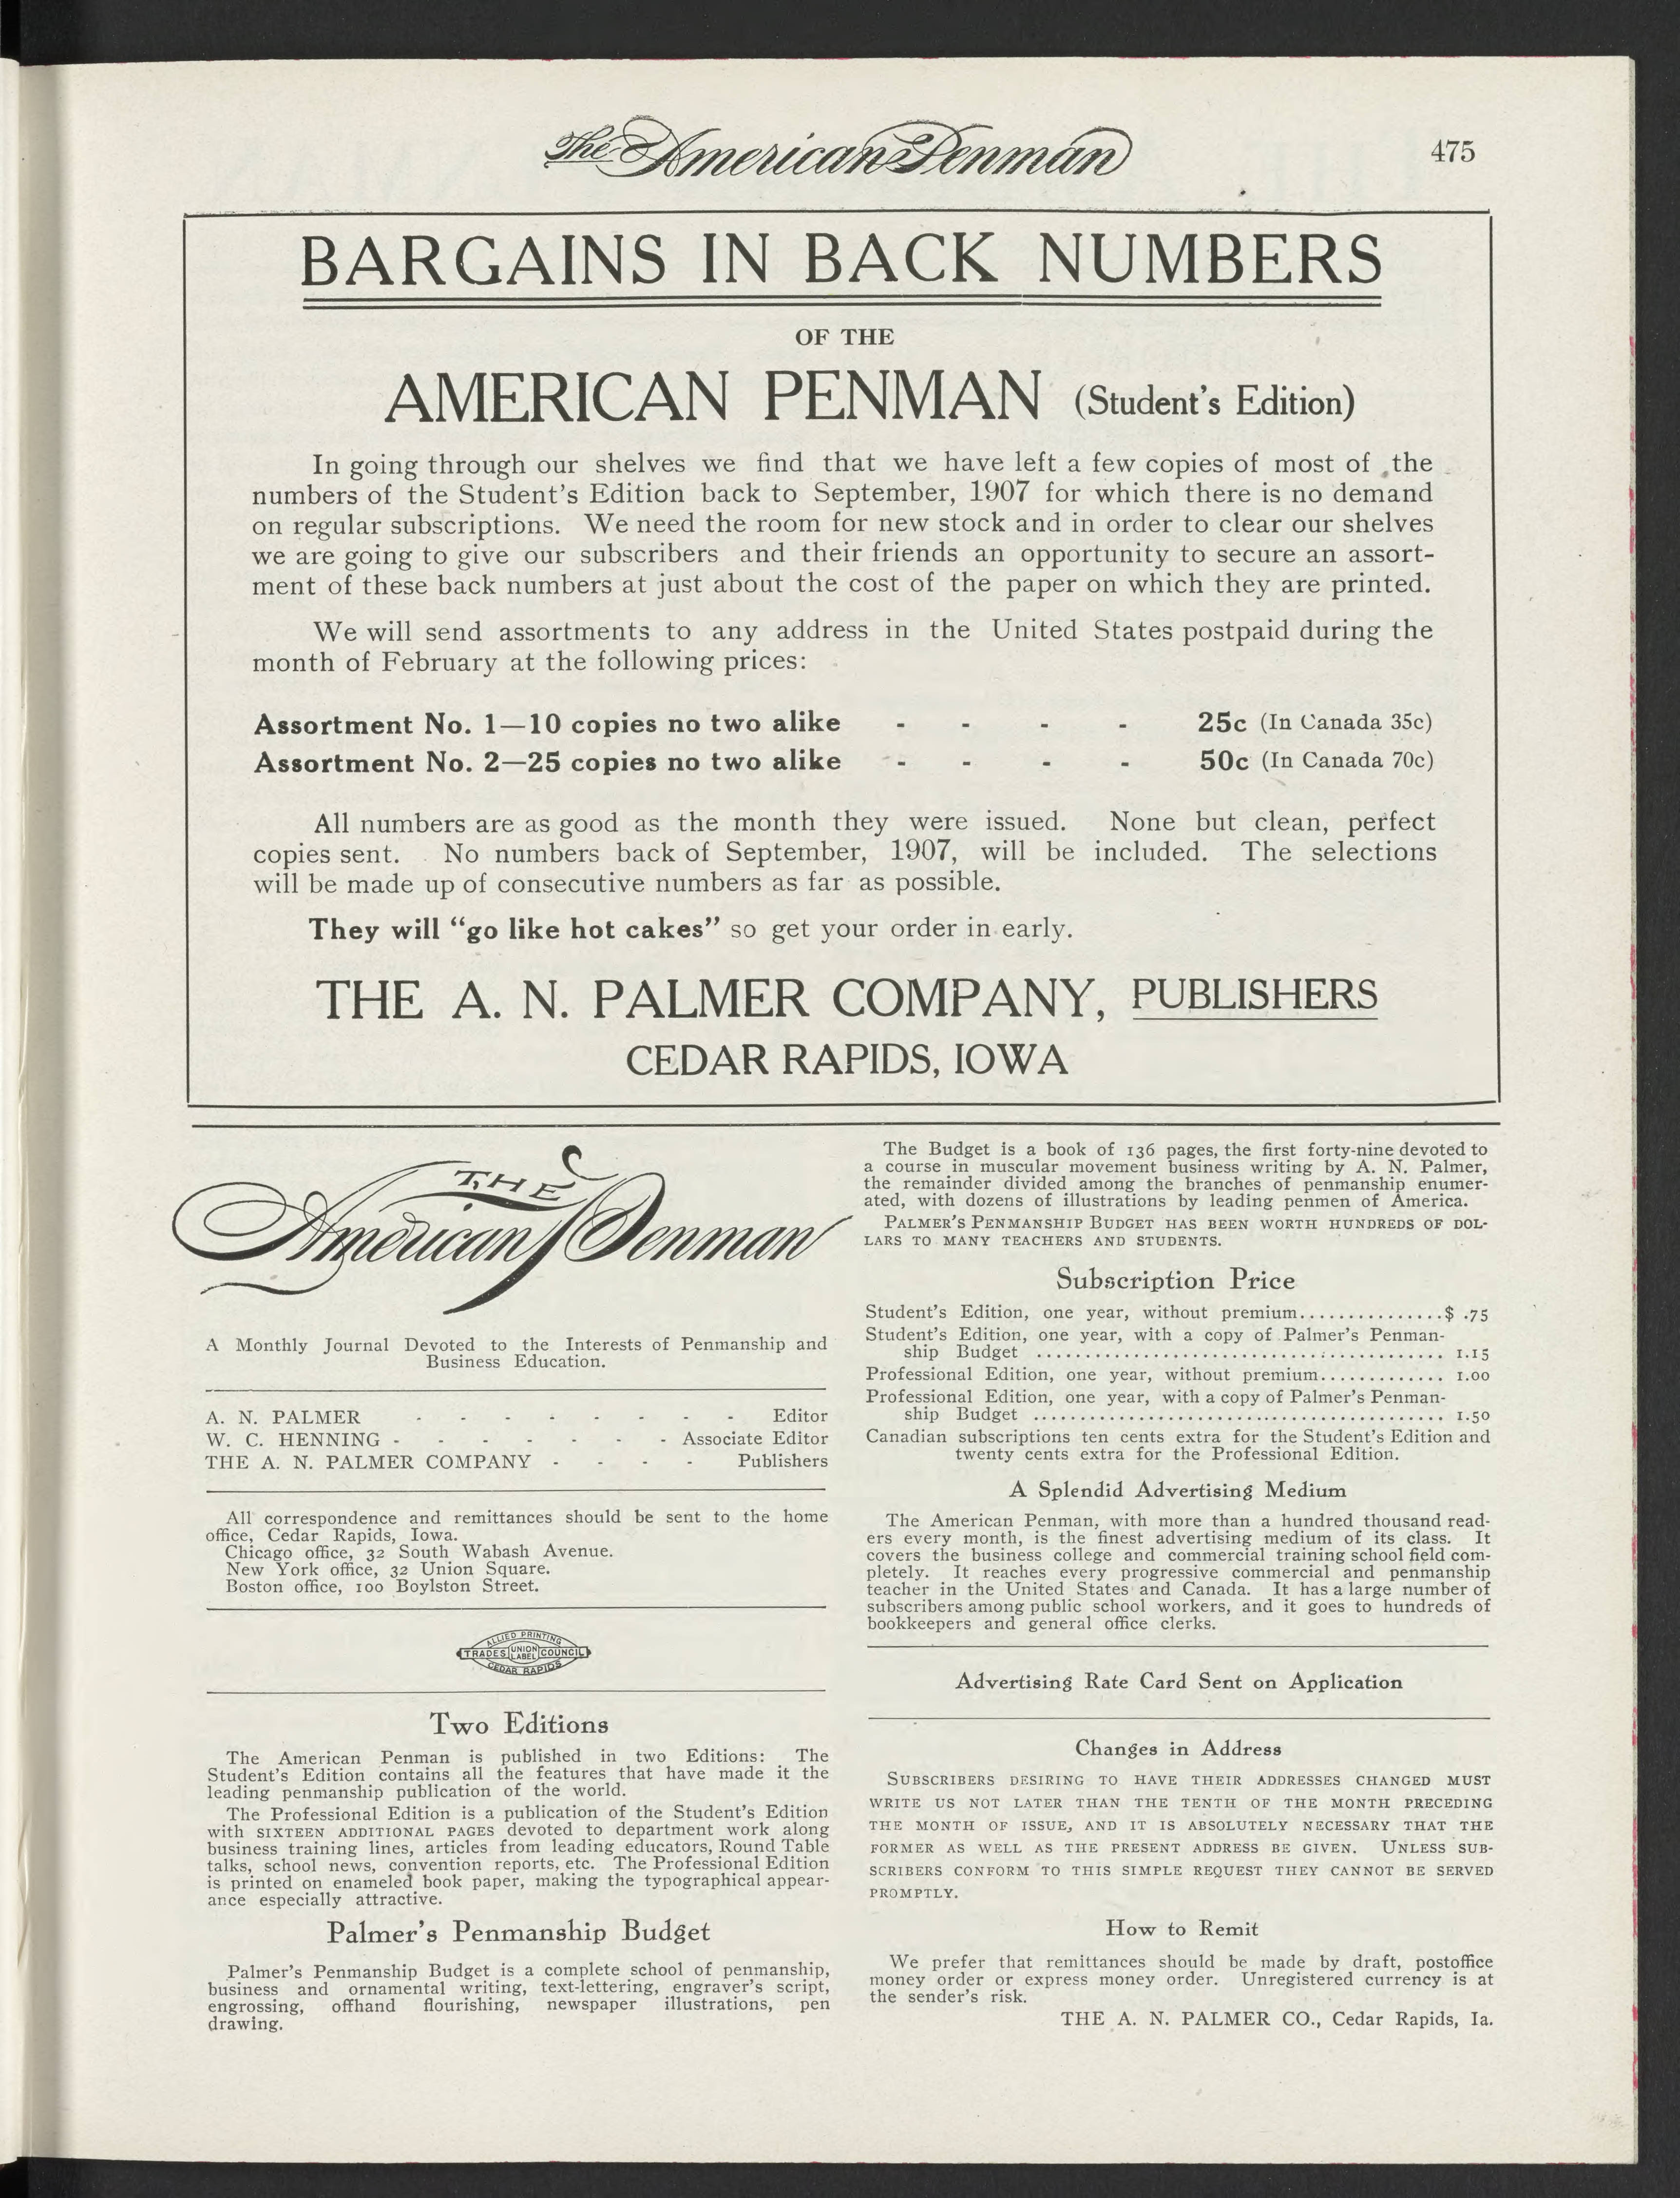 The American Penman
475
BARGAINS IN BACK NUMBERS
OF THE
AMERICAN PENMAN (Student's Edition)
In going through our shelves we find that we have left a few copies of most of the
numbers of the Student's Edition back to September, 1907 for which there is no demand
on regular subscriptions. We need the room for new stock and in order to clear our shelves
we are going to give our subscribers and their friends an opportunity to secure an assort-
ment of these back numbers at just about the cost of the paper on which they are printed.
We will send assortments to any address in the United States postpaid during the
month of February at the following prices:
Assortment No. 1—10 copies no two alike - - - - 25c (In Canada 35c)
Assortment No. 2—25 copies no two alike - - - - 50c (In Canada 70c)
All numbers are as good as the month they were issued. None but clean, perfect
copies sent. No numbers back of September, 1907, will be included. The selections
will be made up of consecutive numbers as far as possible.
They will "go like hot cakes" so get your order in early.
THE A. N. PALMER COMPANY, PUBLISHERS
CEDAR RAPIDS, IOWA
THE
American Penman
A Monthly Journal Devoted to the Interests of Penmanship and
Business Education.
A. N. PALMER - - - - - - - - Editor
W. C. HENNING - - - - - - - Associate Editor
THE A. N. PALMER COMPANY - - - - Publishers
All correspondence and remittances should be sent to the home
office, Cedar Rapids, Iowa.
Chicago office, 32 South Wabash Avenue.
New York office, 32 Union Square.
Boston office, 100 Boylston Street.
ALLIED PRINTING
TRADES UNION LABEL COUNCIL
CEDAR RAPIDS
Two Editions
The American Penman is published in two Editions: The
Student's Edition contains all the features that have made it the
leading penmanship publication of the world.
The Professional Edition is a publication of the Student's Edition
with SIXTEEN ADDITIONAL PAGES devoted to department work along
business training lines, articles from leading educators, Round Table
talks, school news, convention reports, etc. The Professional Edition
is printed on enameled book paper, making the typographical appear-
ance especially attractive.
Palmer's Penmanship Budget
Palmer's Penmanship Budget is a complete school of penmanship,
business and ornamental writing, text-lettering, engraver's script,
engrossing, offhand flourishing, newspaper illustrations, pen
drawing.
The Budget is a book of 136 pages, the first forty-nine devoted to
a course in muscular movement business writing by A. N. Palmer,
the remainder divided among the branches of penmanship enumer-
ated, with dozens of illustrations by leading penmen of America.
PALMER'S PENMANSHIP BUDGET HAS BEEN WORTH HUNDREDS OF DOL-
LARS TO MANY TEACHERS AND STUDENTS.
Subscription Price
Student's Edition, one year, without premium...............$ .75
Student's Edition, one year, with a copy of Palmer's Penman-
ship Budget ........................................... 1.15
Professional Edition, one year, without premium............. 1.00
Professional Edition, one year, with a copy of Palmer's Penman-
ship Budget ........................................... 1.50
Canadian subscriptions ten cents extra for the Student's Edition and
twenty cents extra for the Professional Edition.
A Splendid Advertising Medium
The American Penman, with more than a hundred thousand read-
ers every month, is the finest advertising medium of its class. It
covers the business college and commercial training school field com-
pletely. It reaches every progressive commercial and penmanship
teacher in the United States and Canada. It has a large number of
subscribers among public school workers, and it goes to hundreds of
bookkeepers and general office clerks.
Advertising Rate Card Sent on Application
Changes in Address
SUBSCRIBERS DESIRING TO HAVE THEIR ADDRESSES CHANGED MUST
WRITE US NOT LATER THAN THE TENTH OF THE MONTH PRECEDING
THE MONTH OF ISSUE, AND IT IS ABSOLUTELY NECESSARY THAT THE
FORMER AS WELL AS THE PRESENT ADDRESS BE GIVEN. UNLESS SUB-
SCRIBERS CONFORM TO THIS SIMPLE REQUEST THEY CANNOT BE SERVED
PROMPTLY.
How to Remit
We prefer that remittances should be made by draft, postoffice
money order or express money order. Unregistered currency is at
the sender's risk.
THE A. N. PALMER CO., Cedar Rapids, Ia.